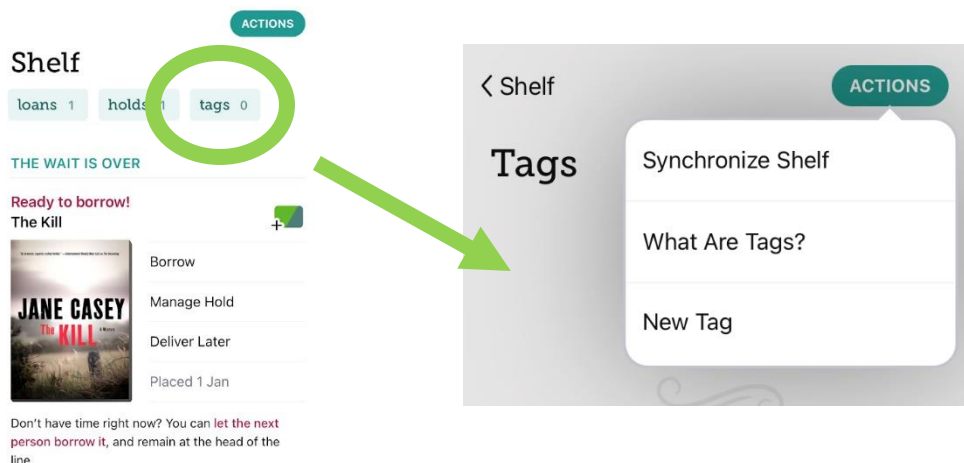 ACTIONS
Shelf
loans 1
holds 1
tags 0
THE WAIT IS OVER
Ready to borrow!
The Kill
JANE CASEY
The KILL
Borrow
Manage Hold
Deliver Later
Placed 1 Jan
Don't have time right now? You can let the next
person borrow it, and remain at the head of the
line
Shelf
ACTIONS
Tags
Synchronize Shelf
What Are Tags?
New Tag